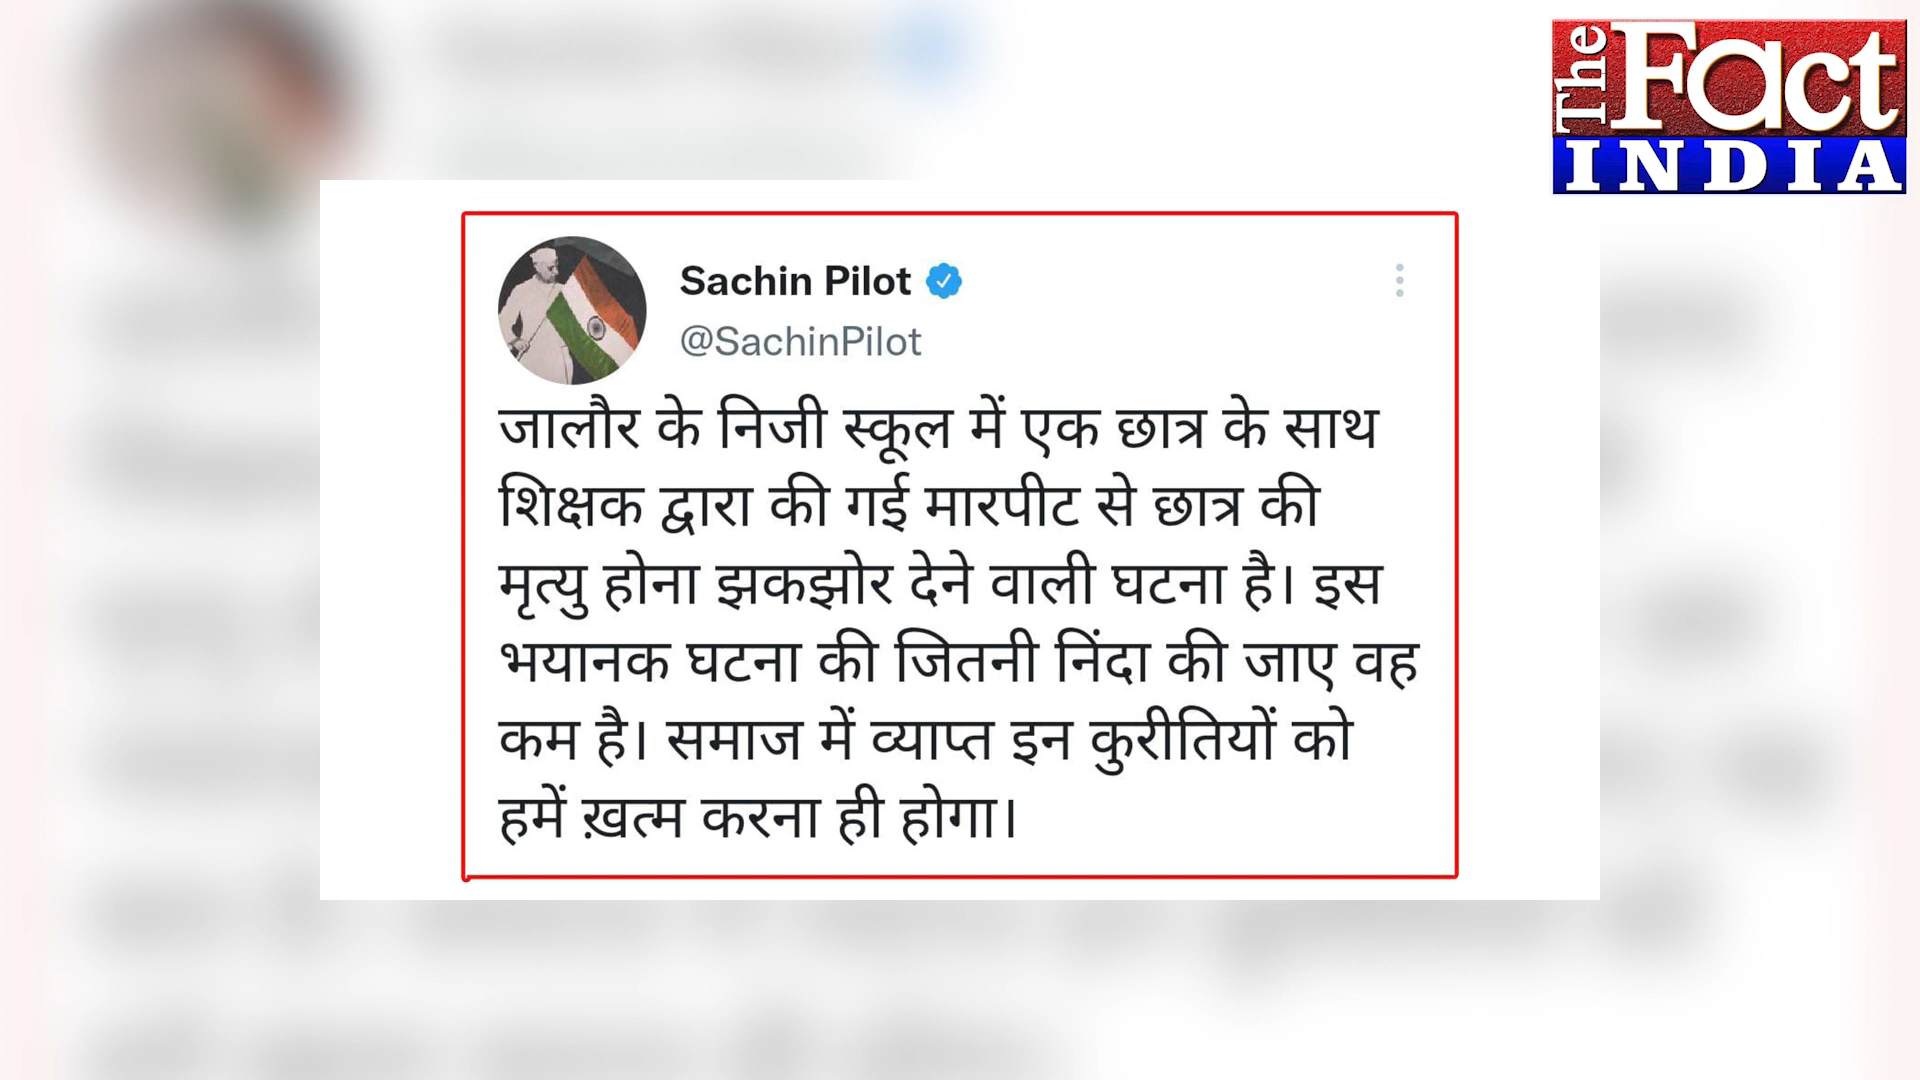 The Fact
INDIA
Sachin Pilot
@SachinPilot
जालौर के निजी स्कूल में एक छात्र के साथ
शिक्षक द्वारा की गई मारपीट से छात्र की
मृत्यु होना झकझोर देने वाली घटना है। इस
भयानक घटना की जितनी निंदा की जाए वह
कम है। समाज में व्याप्त इन कुरीतियों को
हमें ख़त्म करना ही होगा।